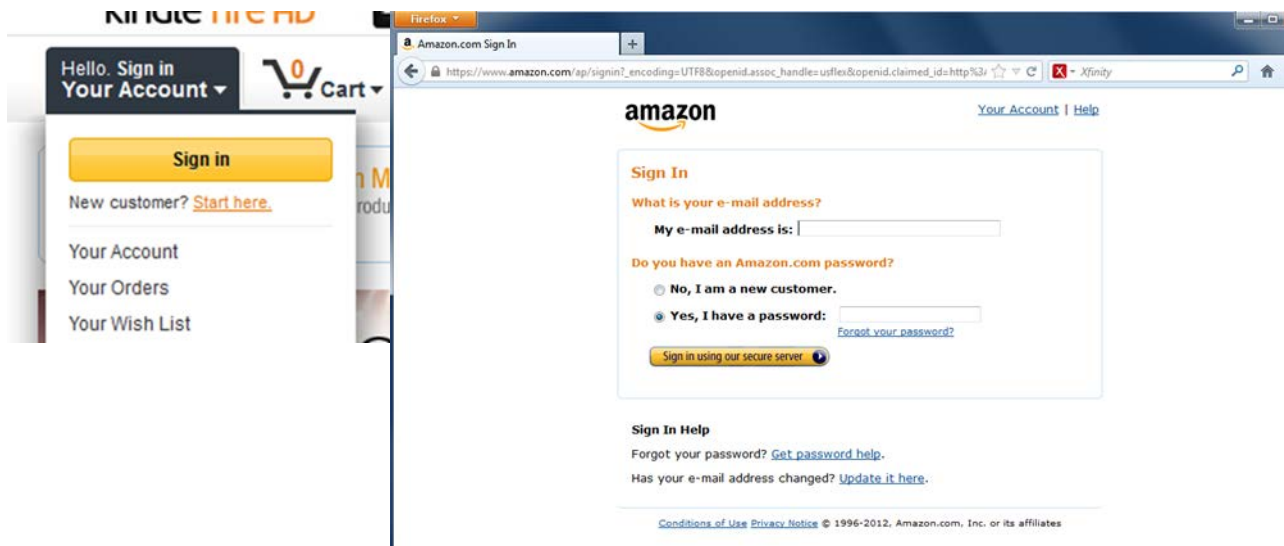 Kindle Fire HD
Hello. Sign in
Your Account
0
Cart
Sign in
New customer? Start here.
Your Account
Your Orders
Your Wish List
Firefox
Amazon.com Sign In
https://www.amazon.com/ap/signin?_encoding=UTF8&openid.assoc_handle=usflex&openid.claimed_id=http%3
Xfinity
amazon
Your Account | Help
Sign In
What is your e-mail address?
My e-mail address is:
Do you have an Amazon.com password?
No, I am a new customer.
Yes, I have a password:
Forgot your password?
Sign in using our secure server
Sign In Help
Forgot your password? Get password help.
Has your e-mail address changed? Update it here.
Conditions of Use Privacy Notice © 1996-2012, Amazon.com, Inc. or its affiliates